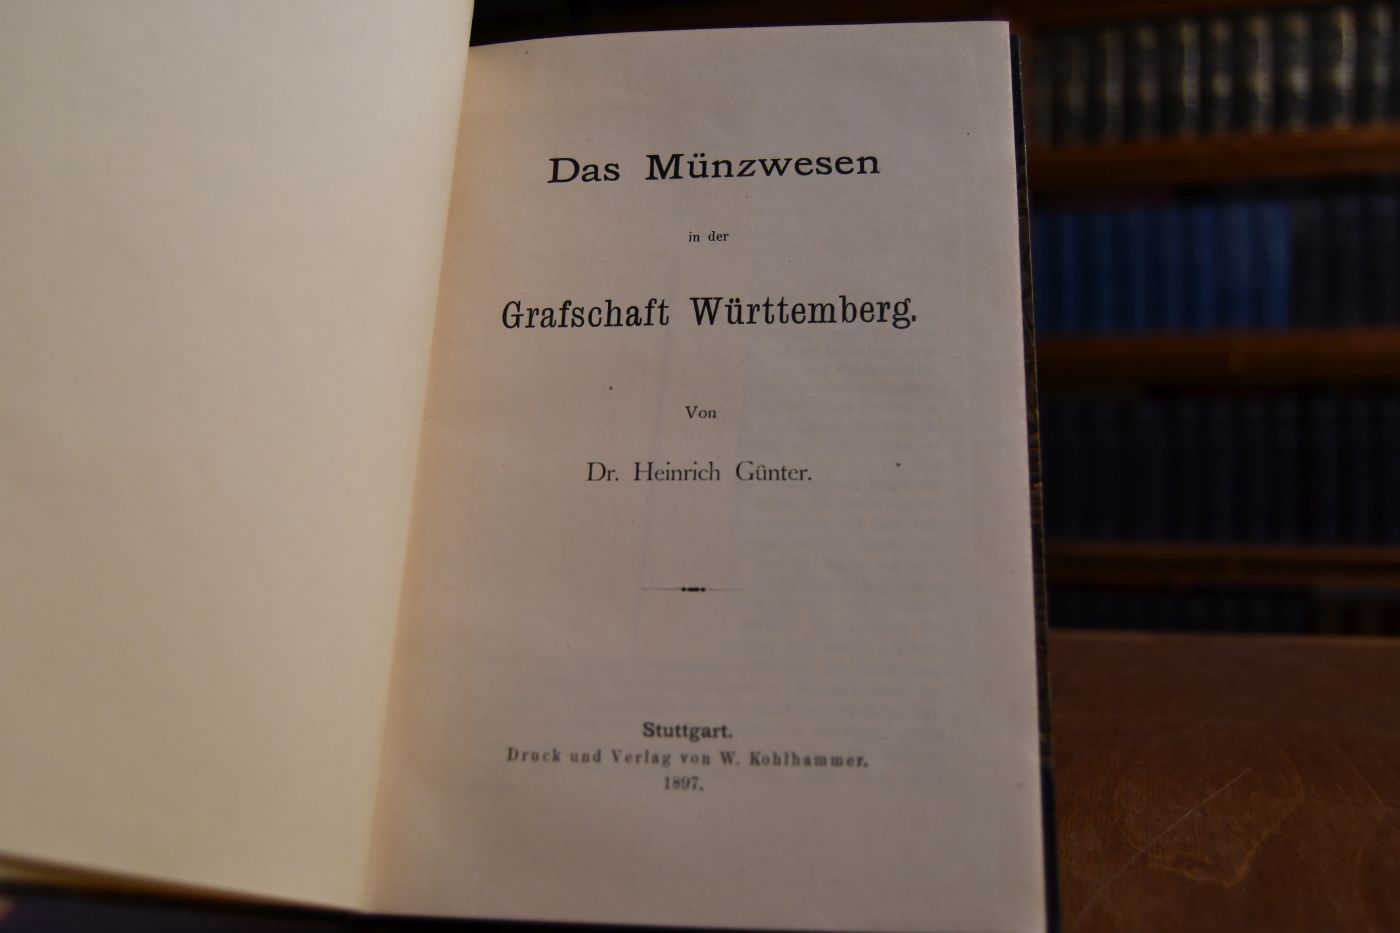 Das Münzwesen
in der
Grafschaft Württemberg.
Von
Dr. Heinrich Günter.
Stuttgart.
Druck und Verlag von W. Kohlhammer.
1897.